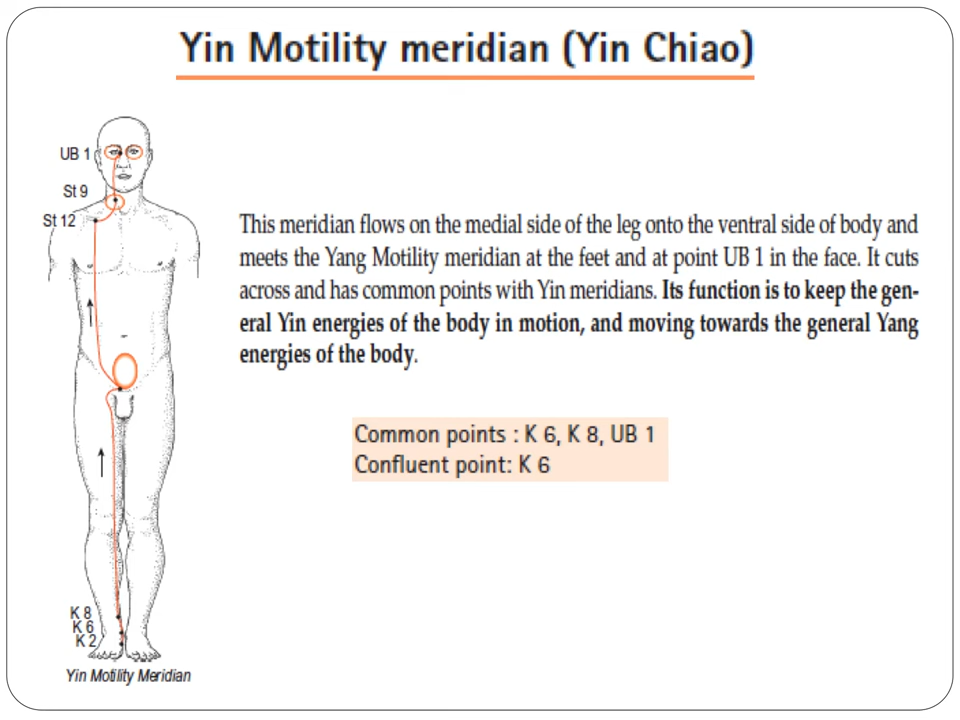 Yin Motility meridian (Yin Chiao)
UB 1
St 9
St 12
This meridian flows on the medial side of the leg onto the ventral side of body and
meets the Yang Motility meridian at the feet and at point UB 1 in the face. It cuts
across and has common points with Yin meridians. Its function is to keep the gen-
eral Yin energies of the body in motion, and moving towards the general Yang
energies of the body.
Common points : K 6, K 8, UB 1
Confluent point: K 6
K 8
K 6
K 2
Yin Motility Meridian